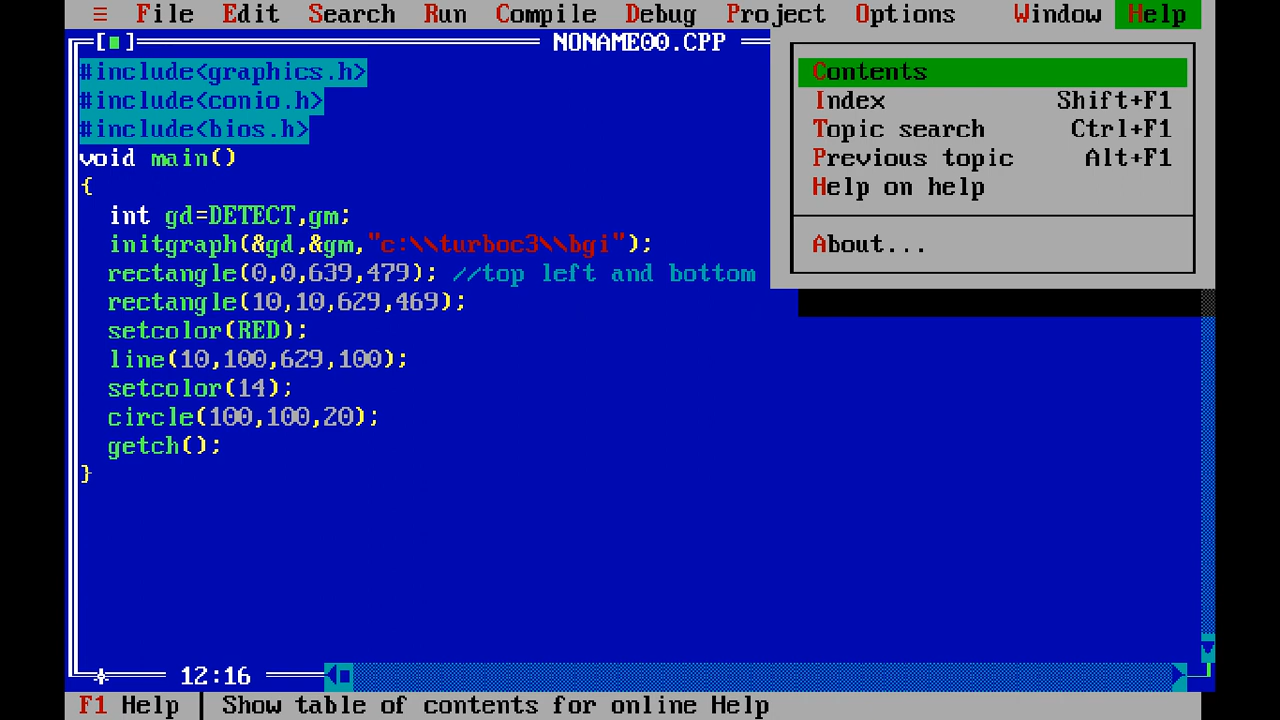 ≡ File Edit Search Run Compile Debug Project Options Window Help
[■] NONAME00.CPP
#include<graphics.h>
#include<conio.h>
#include<bios.h>
void main()
{
int gd=DETECT,gm;
initgraph(&gd,&gm,"c:\\turboc3\\bgi");
rectangle(0,0,639,479); //top left and bottom
rectangle(10,10,629,469);
setcolor(RED);
line(10,100,629,100);
setcolor(14);
circle(100,100,20);
getch();
}
Contents
Index Shift+F1
Topic search Ctrl+F1
Previous topic Alt+F1
Help on help
About...
12:16
F1 Help | Show table of contents for online Help